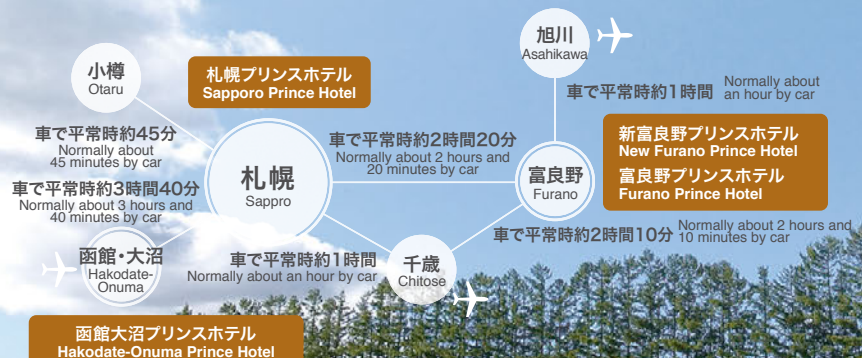 旭川
Asahikawa
小樽
Otaru
札幌プリンスホテル
Sapporo Prince Hotel
車で平常時約1時間
Normally about
an hour by car
車で平常時約45分
Normally about
45 minutes by car
車で平常時約2時間20分
Normally about 2 hours and
20 minutes by car
新富良野プリンスホテル
New Furano Prince Hotel
富良野プリンスホテル
Furano Prince Hotel
札幌
Sappro
富良野
Furano
車で平常時約3時間40分
Normally about 3 hours and
40 minutes by car
車で平常時約2時間10分
Normally about 2 hours and
10 minutes by car
函館・大沼
Hakodate-
Onuma
車で平常時約1時間
Normally about an hour by car
千歳
Chitose
函館大沼プリンスホテル
Hakodate-Onuma Prince Hotel